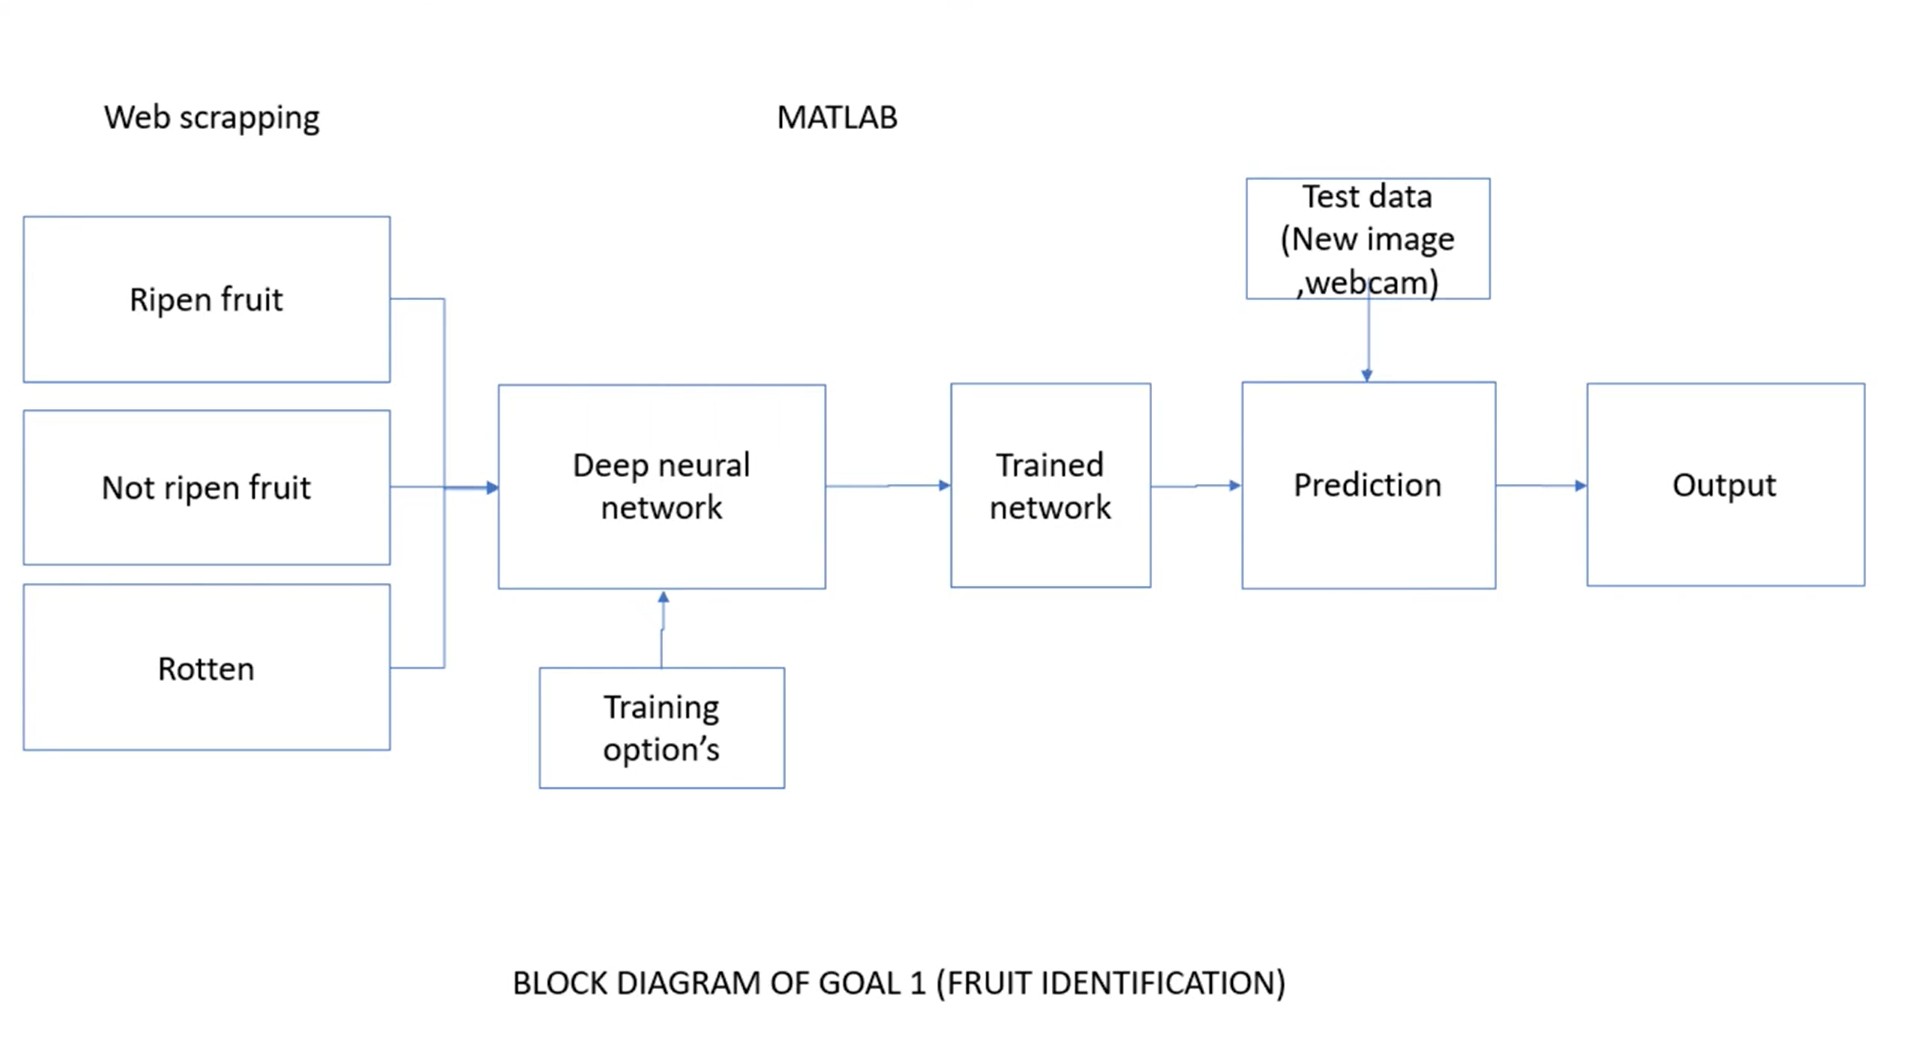 Web scrapping
MATLAB
Test data
(New image
,webcam)
Ripen fruit
Not ripen fruit
Rotten
Deep neural
network
Trained
network
Prediction
Output
Training
option’s
BLOCK DIAGRAM OF GOAL 1 (FRUIT IDENTIFICATION)